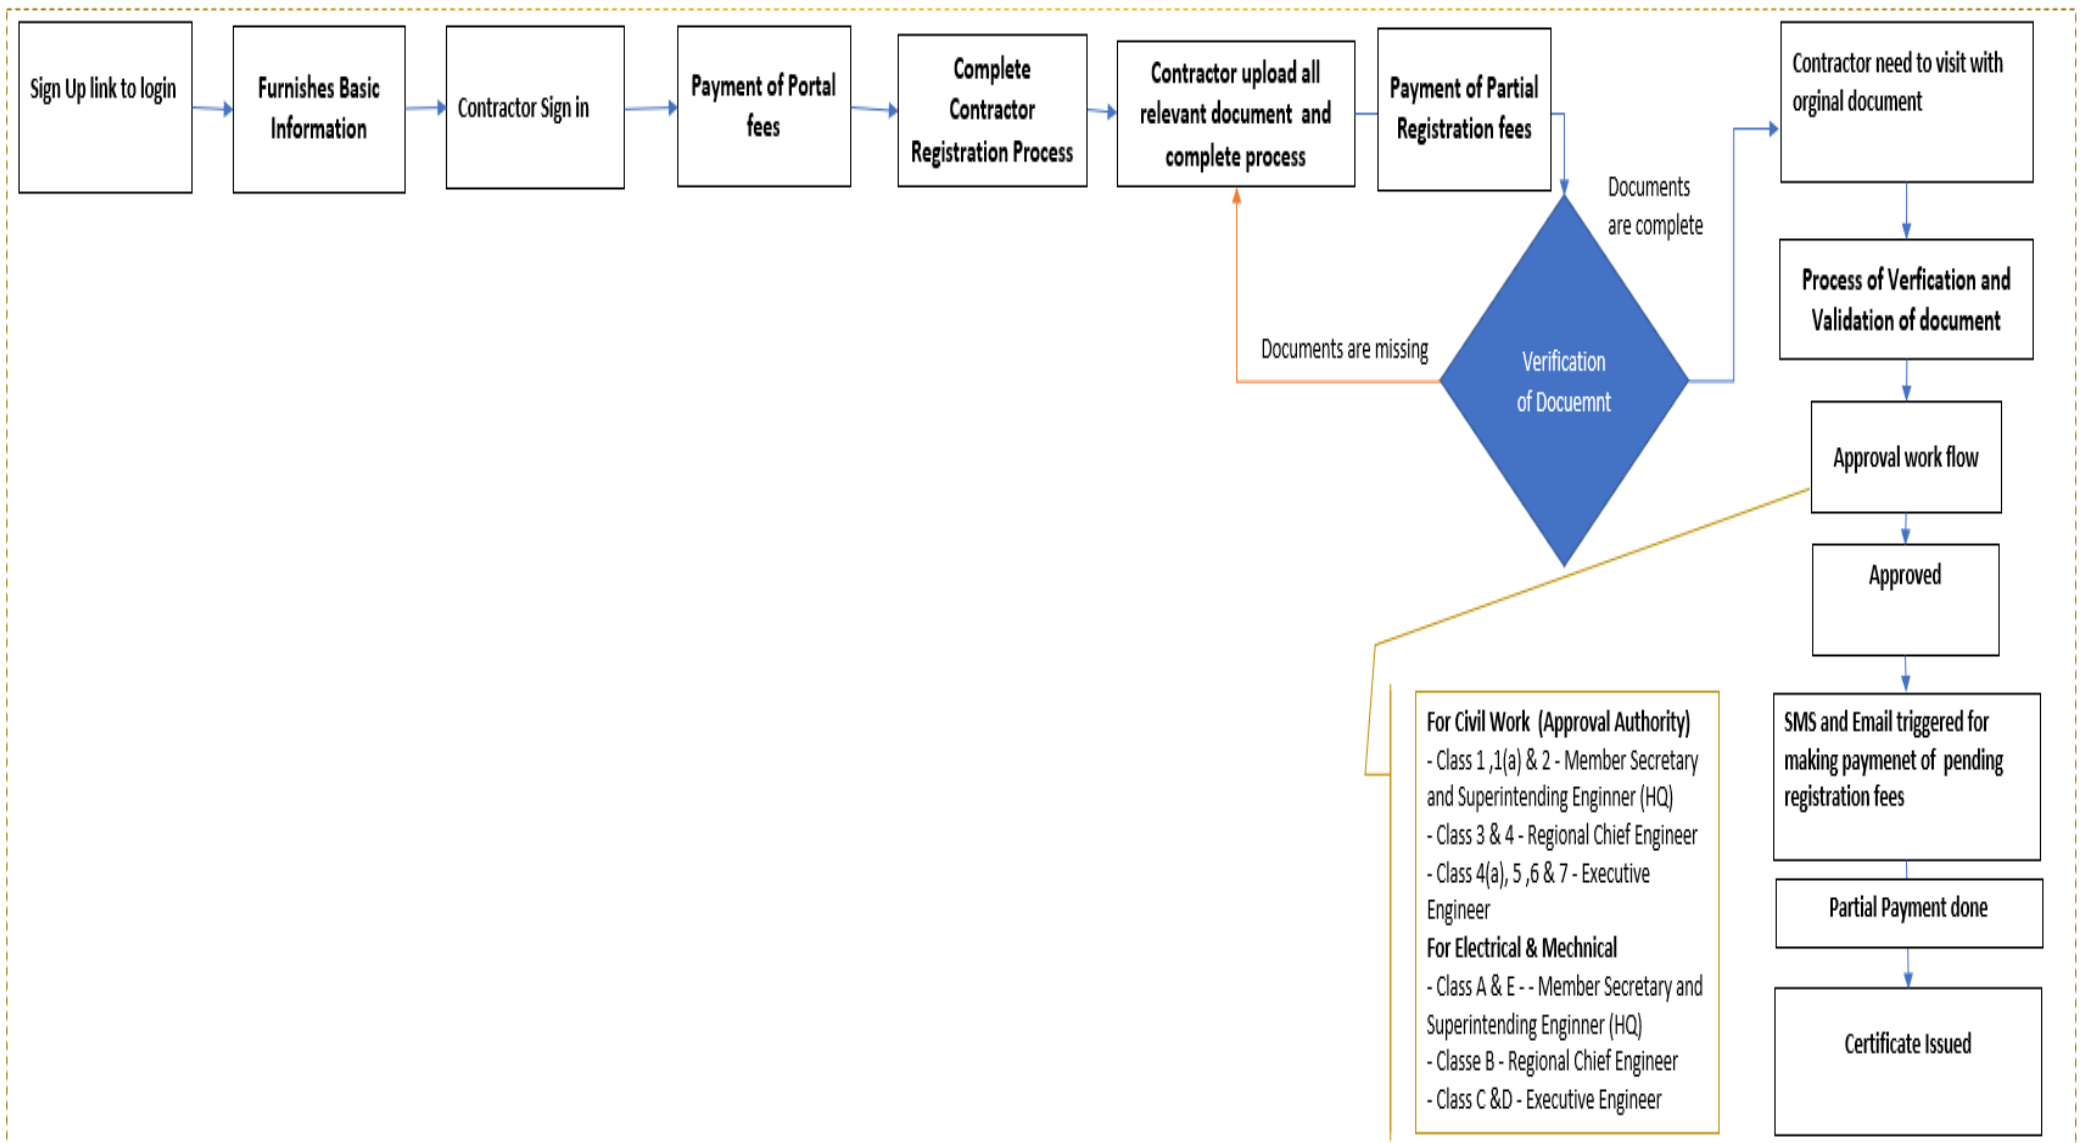 Sign Up link to login
Furnishes Basic
Information
Contractor Sign in
Payment of Portal
fees
Complete
Contractor
Registration Process
Contractor upload all
relevant document and
complete process
Payment of Partial
Registration fees
Documents
are complete
Documents are missing
Verification
of Docuemnt
Contractor need to visit with
orginal document
Process of Verfication and
Validation of document
Approval work flow
Approved
SMS and Email triggered for
making paymenet of pending
registration fees
Partial Payment done
Certificate Issued
For Civil Work (Approval Authority)
- Class 1 ,1(a) & 2 - Member Secretary
and Superintending Enginner (HQ)
- Class 3 & 4 - Regional Chief Engineer
- Class 4(a), 5 ,6 & 7 - Executive
Engineer
For Electrical & Mechnical
- Class A & E - - Member Secretary and
Superintending Enginner (HQ)
- Classe B - Regional Chief Engineer
- Class C &D - Executive Engineer